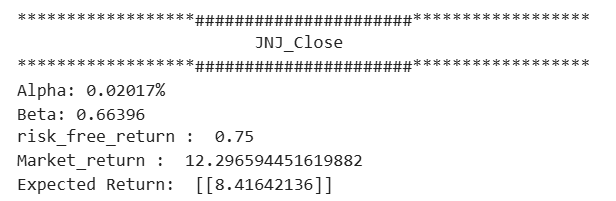 ******************######################******************
JNJ_Close
******************######################******************
Alpha: 0.02017%
Beta: 0.66396
risk_free_return :  0.75
Market_return :  12.296594451619882
Expected Return:  [[8.41642136]]